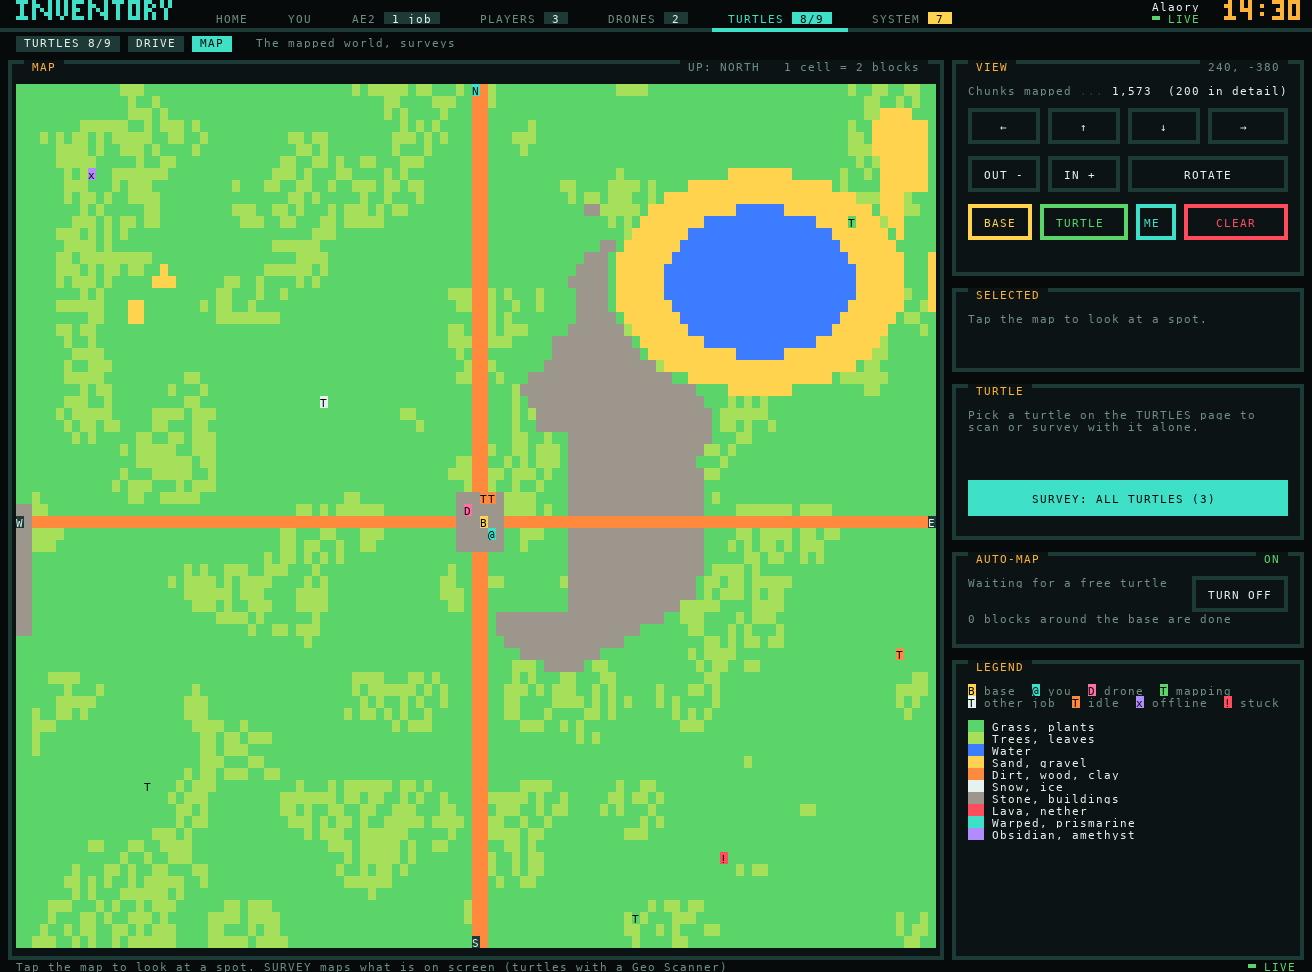 INVENTORY
HOME YOU AE2 1 job PLAYERS 3 DRONES 2 TURTLES 8/9 SYSTEM 7 Alaory LIVE 14:30
TURTLES 8/9 DRIVE MAP The mapped world, surveys
MAP UP: NORTH 1 cell = 2 blocks
N
x
T
T
TT
D
W B E
@
T
T
!
T
S
VIEW 240, -380
Chunks mapped ... 1,573 (200 in detail)
← ↑ ↓ →
OUT - IN + ROTATE
BASE TURTLE ME CLEAR
SELECTED
Tap the map to look at a spot.
TURTLE
Pick a turtle on the TURTLES page to
scan or survey with it alone.
SURVEY: ALL TURTLES (3)
AUTO-MAP ON
Waiting for a free turtle
TURN OFF
0 blocks around the base are done
LEGEND
B base @ you D drone T mapping
T other job T idle x offline ! stuck
Grass, plants
Trees, leaves
Water
Sand, gravel
Dirt, wood, clay
Snow, ice
Stone, buildings
Lava, nether
Warped, prismarine
Obsidian, amethyst
Tap the map to look at a spot. SURVEY maps what is on screen (turtles with a Geo Scanner) LIVE